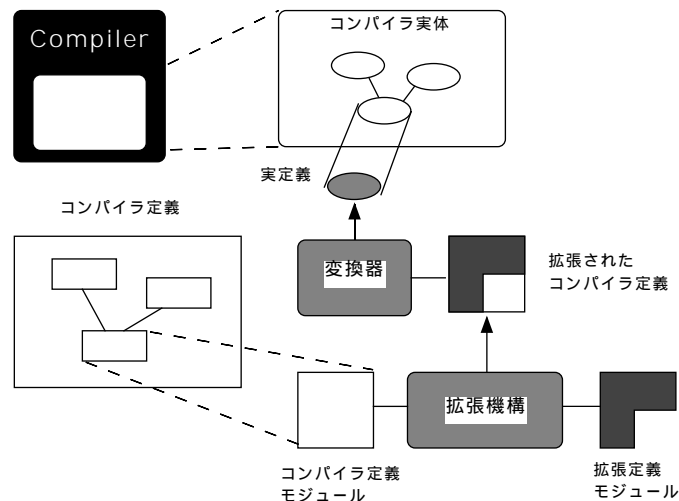 コンパイラ実体
Compiler
実定義
コンパイラ定義
変換器
拡張された
コンパイラ定義
拡張機構
コンパイラ定義
モジュール
拡張定義
モジュール